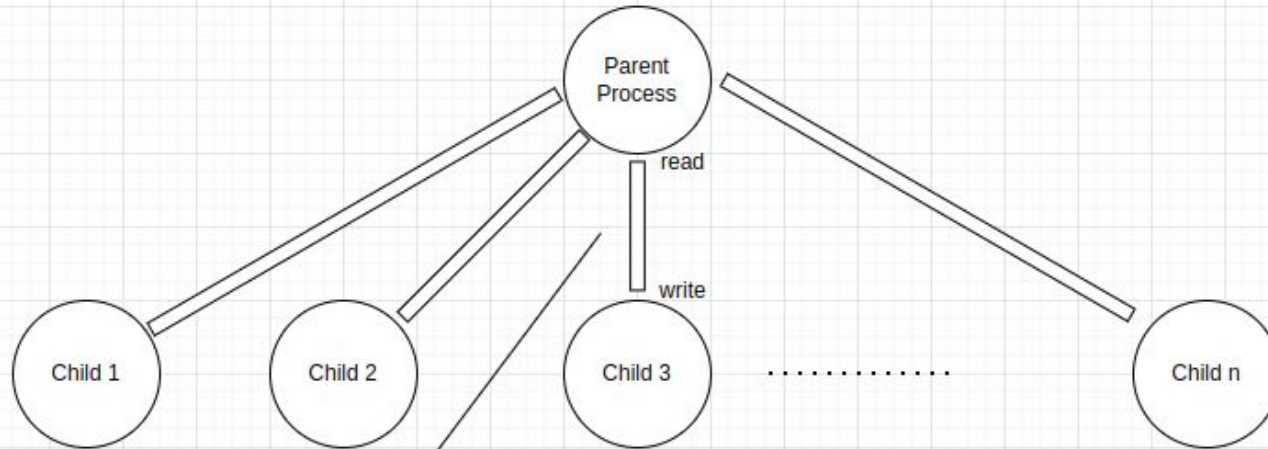 Parent
Process
read
write
Child 1
Child 2
Child 3
Child n